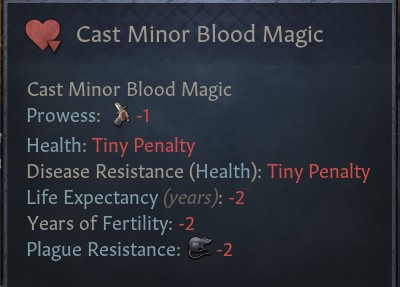 Cast Minor Blood Magic
Cast Minor Blood Magic
Prowess: -1
Health: Tiny Penalty
Disease Resistance (Health): Tiny Penalty
Life Expectancy (years): -2
Years of Fertility: -2
Plague Resistance: -2